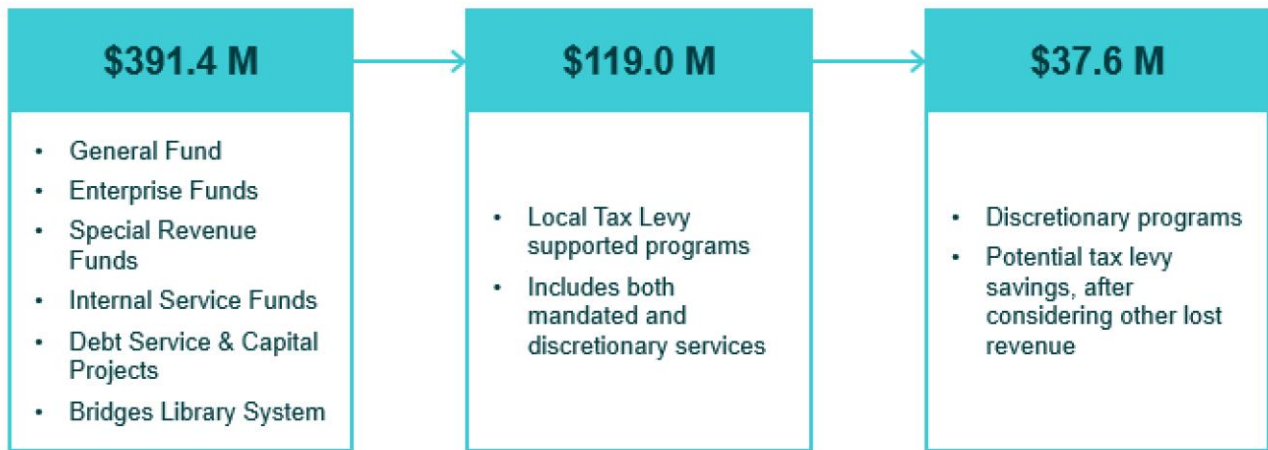 $391.4 M
• General Fund
• Enterprise Funds
• Special Revenue
Funds
• Internal Service Funds
• Debt Service & Capital
Projects
• Bridges Library System
$119.0 M
• Local Tax Levy
supported programs
• Includes both
mandated and
discretionary services
$37.6 M
• Discretionary programs
• Potential tax levy
savings, after
considering other lost
revenue